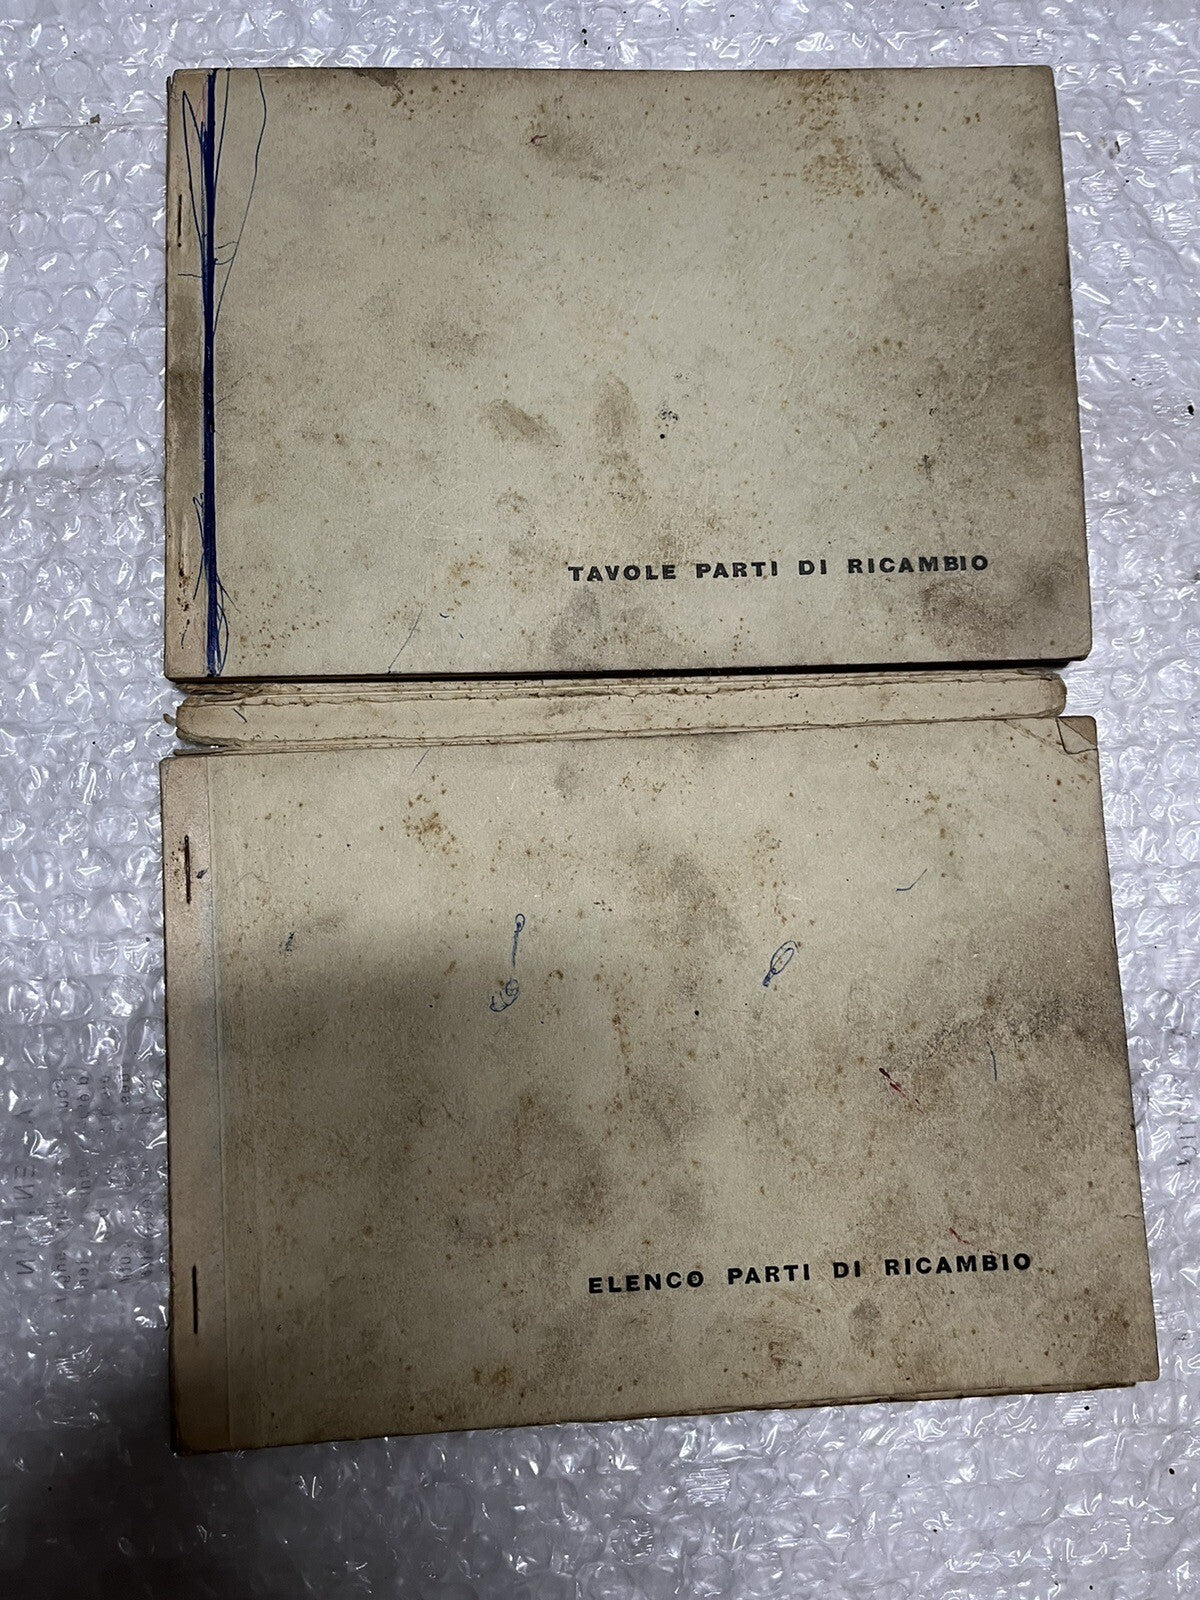 TAVOLE PARTI DI RICAMBIO
ELENCO PARTI DI RICAMBIO